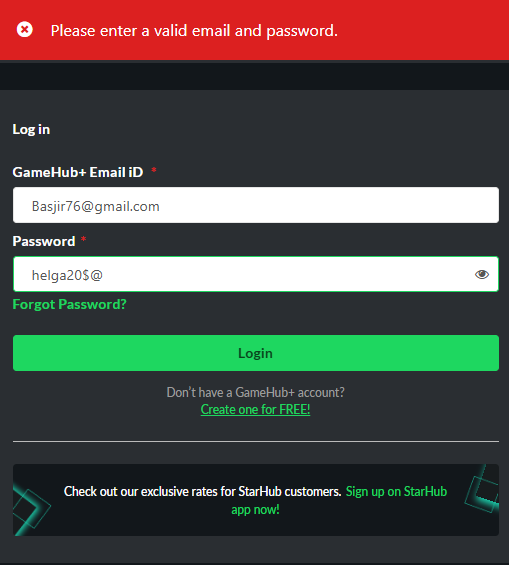 Please enter a valid email and password.
Log in
GameHub+ Email iD *
Basjir76@gmail.com
Password *
helga20$@
Forgot Password?
Login
Don't have a GameHub+ account?
Create one for FREE!
Check out our exclusive rates for StarHub customers. Sign up on StarHub
app now!